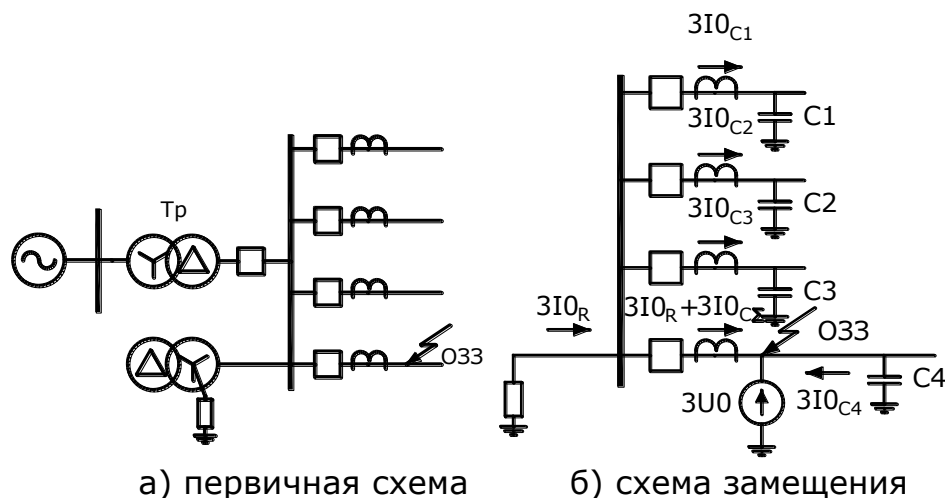 Тр
ОЗЗ
3I0C1
C1
3I0C2
C2
3I0C3
C3
3I0R
3I0R+3I0CΣ
ОЗЗ
3U0
3I0C4
C4
а) первичная схема
б) схема замещения